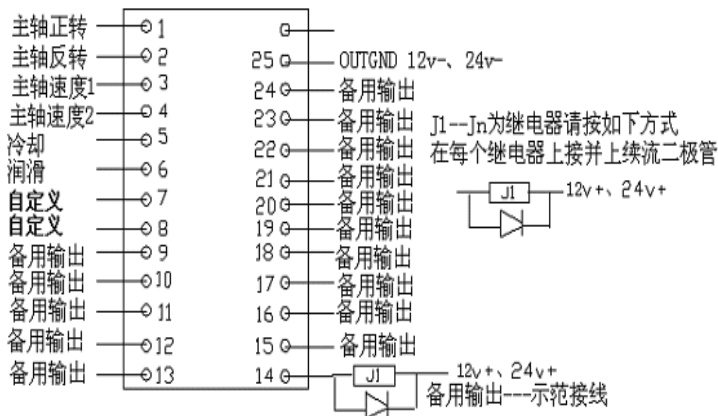 主轴正转 1
主轴反转 2
主轴速度1 3
主轴速度2 4
冷却 5
润滑 6
自定义 7
自定义 8
备用输出 9
备用输出 10
备用输出 11
备用输出 12
备用输出 13
25 OUTGND 12v-、24v-
24 备用输出
23 备用输出
22 备用输出
21 备用输出
20 备用输出
19 备用输出
18 备用输出
17 备用输出
16 备用输出
15 备用输出
14 J1 12v+、24v+
备用输出---示范接线
J1--Jn为继电器请按如下方式
在每个继电器上接并上续流二极管
J1 12v+、24v+